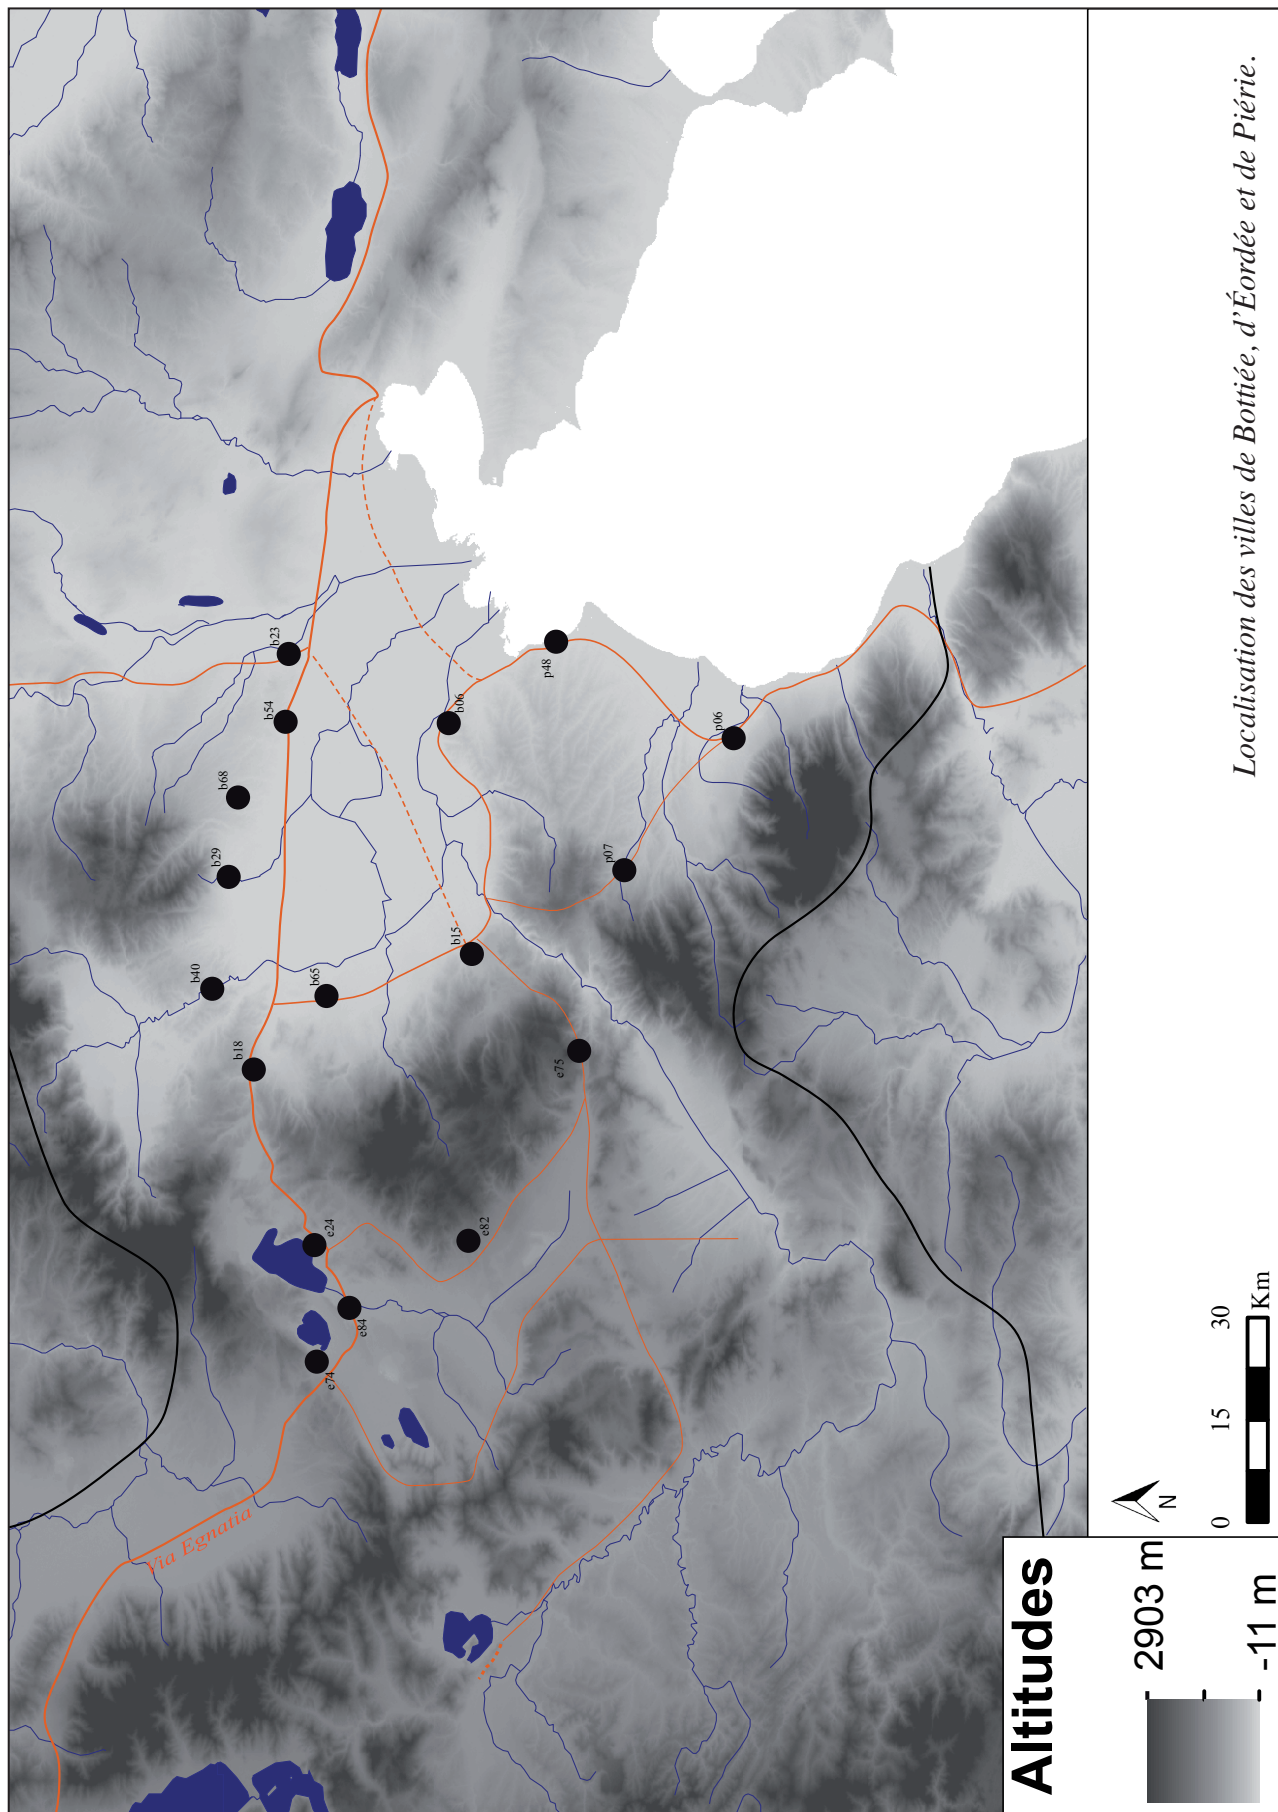 Via Egnatia
e74
e84
e24
e82
e75
b18
b40
b65
b15
b29
b68
b54
b23
b06
p48
p07
p06
Altitudes
2903 m
-11 m
N
0 15 30
Km
Localisation des villes de Bottiée, d'Éordée et de Piérie.